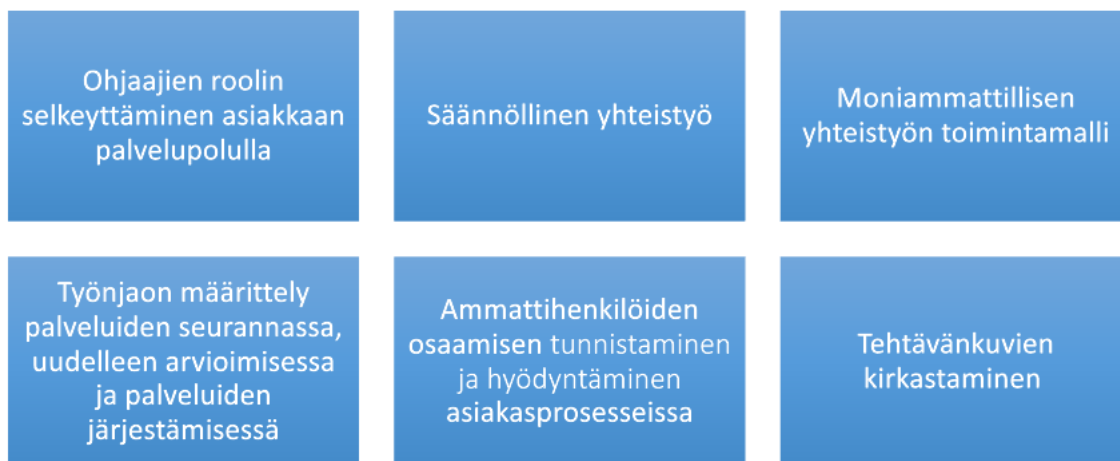 Ohjaajien roolin
selkeyttäminen asiakkaan
palvelupolulla
Säännöllinen yhteistyö
Moniammattillisen
yhteistyön toimintamalli
Työnjaon määrittely
palveluiden seurannassa,
uudelleen arvioimisessa
ja palveluiden
järjestämisessä
Ammattihenkilöiden
osaamisen tunnistaminen
ja hyödyntäminen
asiakasprosesseissa
Tehtävänkuvien
kirkastaminen